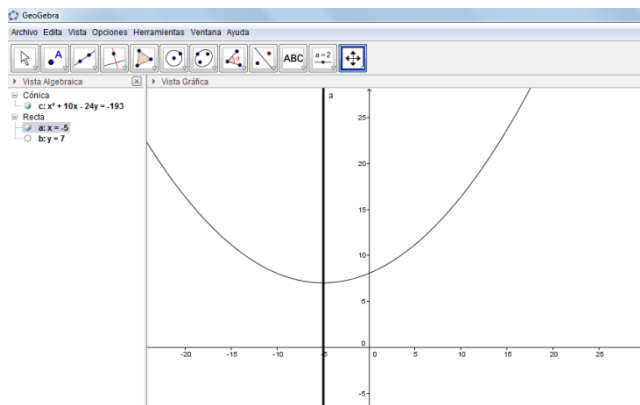 GeoGebra
Archivo Edita Vista Opciones Herramientas Ventana Ayuda
A
α
ABC
a=2
Vista Algebraica
Vista Gráfica
Cónica
c: x² + 10x - 24y = -193
Recta
a: x = -5
b: y = 7
a
25
20
15
10
5
0
-5
-20 -15 -10 -5 0 5 10 15 20 25